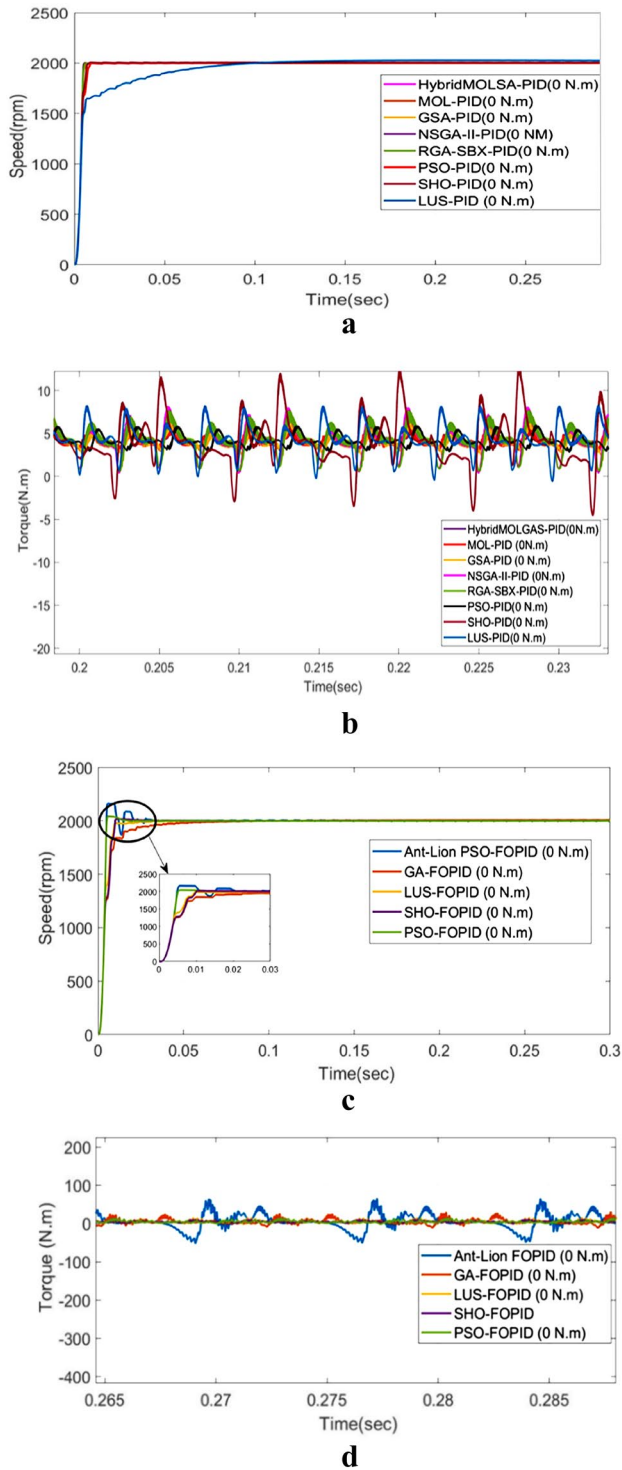 2500
2000
1500
1000
500
0
Speed(rpm)
HybridMOLSA-PID(0 N.m)
MOL-PID(0 N.m)
GSA-PID(0 N.m)
NSGA-II-PID(0 NM)
RGA-SBX-PID(0 N.m)
PSO-PID(0 N.m)
SHO-PID(0 N.m)
LUS-PID (0 N.m)
0 0.05 0.1 0.15 0.2 0.25
Time(sec)
a
10
5
0
-5
-10
-15
-20
Torque(N.m)
HybridMOLGAS-PID(0N.m)
MOL-PID (0N.m)
GSA-PID (0 N.m)
NSGA-II-PID (0N.m)
RGA-SBX-PID(0 N.m)
PSO-PID(0 N.m)
SHO-PID(0 N.m)
LUS-PID(0 N.m)
0.2 0.205 0.21 0.215 0.22 0.225 0.23
Time(sec)
b
2500
2000
1500
1000
500
0
Speed(rpm)
Ant-Lion PSO-FOPID (0 N.m)
GA-FOPID (0 N.m)
LUS-FOPID (0 N.m)
SHO-FOPID (0 N.m)
PSO-FOPID (0 N.m)
2500
2000
1500
1000
500
0
0 0.01 0.02 0.03
0 0.05 0.1 0.15 0.2 0.25 0.3
Time(sec)
c
200
100
0
-100
-200
-300
-400
Torque (N.m)
Ant-Lion FOPID (0 N.m)
GA-FOPID (0 N.m)
LUS-FOPID (0 N.m)
SHO-FOPID
PSO-FOPID (0 N.m)
0.265 0.27 0.275 0.28 0.285
Time(sec)
d